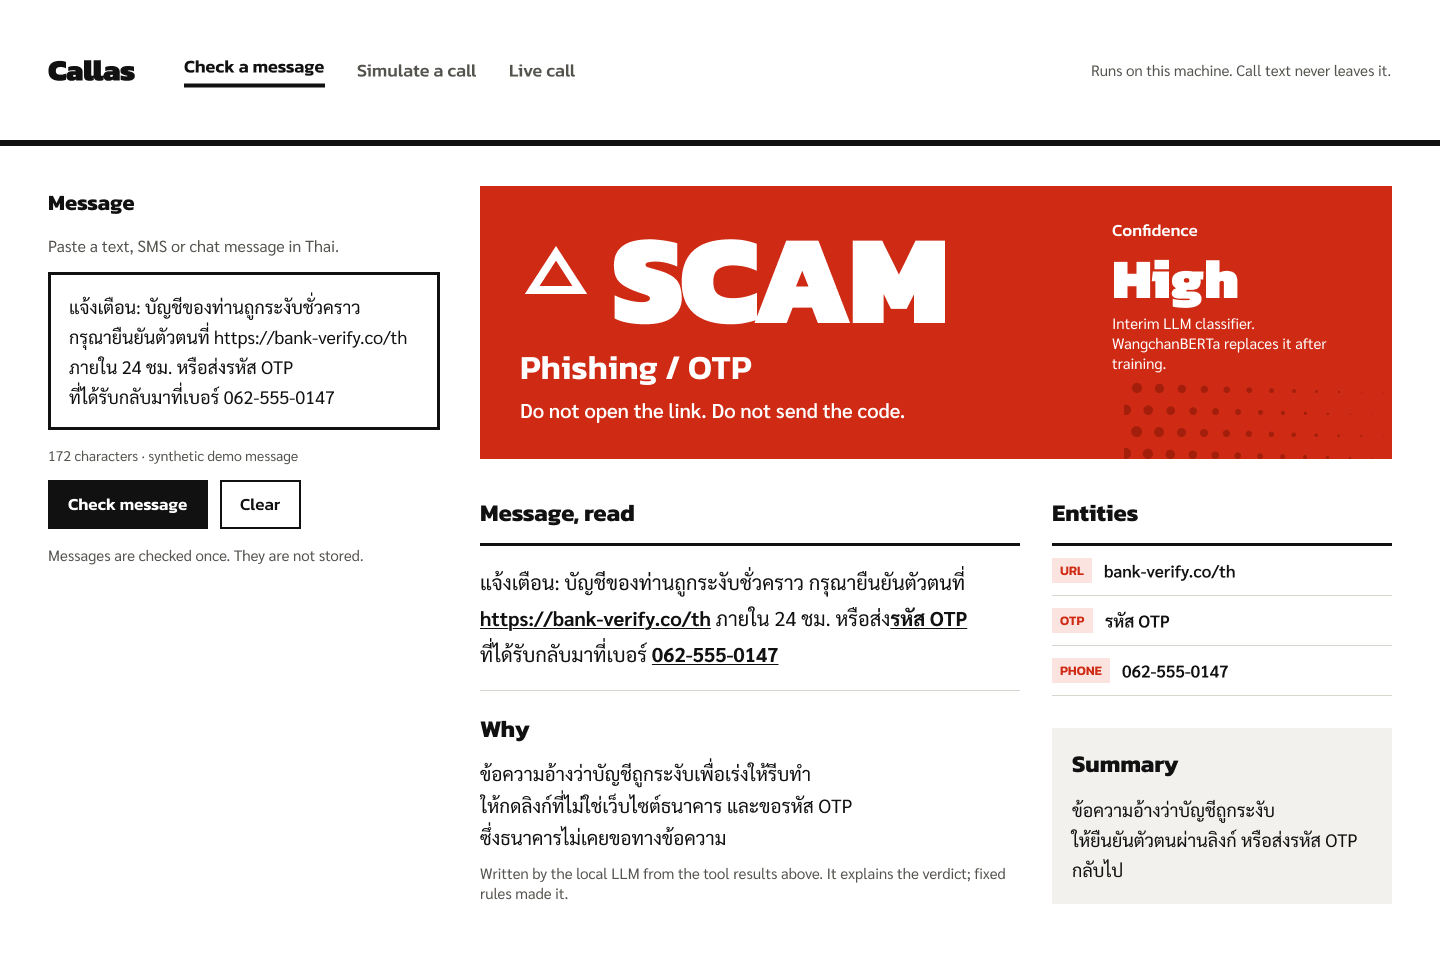 Callas
Check a message
Simulate a call
Live call
Runs on this machine. Call text never leaves it.
Message
Paste a text, SMS or chat message in Thai.
แจ้งเตือน: บัญชีของท่านถูกระงับชั่วคราว
กรุณายืนยันตัวตนที่ https://bank-verify.co/th
ภายใน 24 ชม. หรือส่งรหัส OTP
ที่ได้รับกลับมาที่เบอร์ 062-555-0147
172 characters · synthetic demo message
Check message
Clear
Messages are checked once. They are not stored.
SCAM
Phishing / OTP
Do not open the link. Do not send the code.
Confidence
High
Interim LLM classifier.
WangchanBERTa replaces it after
training.
Message, read
แจ้งเตือน: บัญชีของท่านถูกระงับชั่วคราว กรุณายืนยันตัวตนที่
https://bank-verify.co/th ภายใน 24 ชม. หรือส่งรหัส OTP
ที่ได้รับกลับมาที่เบอร์ 062-555-0147
Why
ข้อความอ้างว่าบัญชีถูกระงับเพื่อเร่งให้รีบทำ
ให้กดลิงก์ที่ไม่ใช่เว็บไซต์ธนาคาร และขอรหัส OTP
ซึ่งธนาคารไม่เคยขอทางข้อความ
Written by the local LLM from the tool results above. It explains the verdict; fixed
rules made it.
Entities
URL bank-verify.co/th
OTP รหัส OTP
PHONE 062-555-0147
Summary
ข้อความอ้างว่าบัญชีถูกระงับ
ให้ยืนยันตัวตนผ่านลิงก์ หรือส่งรหัส OTP
กลับไป